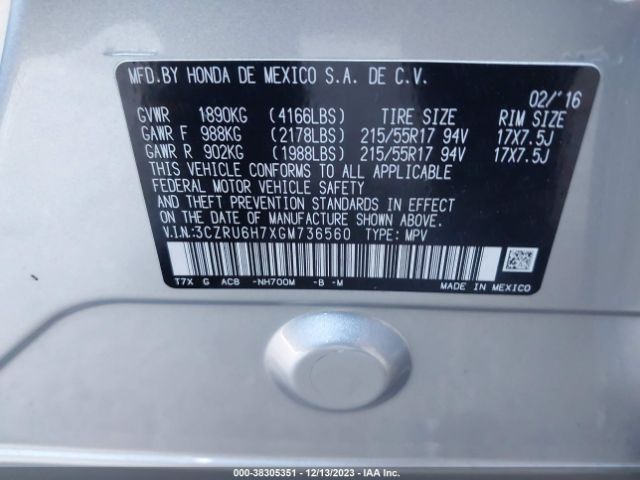 MFD.BY HONDA DE MEXICO S.A. DE C.V.
02/'16
GVWR 1890KG (4166LBS) TIRE SIZE RIM SIZE
GAWR F 988KG (2178LBS) 215/55R17 94V 17X7.5J
GAWR R 902KG (1988LBS) 215/55R17 94V 17X7.5J
THIS VEHICLE CONFORMS TO ALL APPLICABLE
FEDERAL MOTOR VEHICLE SAFETY
AND THEFT PREVENTION STANDARDS IN EFFECT
ON THE DATE OF MANUFACTURE SHOWN ABOVE.
V.I.N.:3CZRU6H7XGM736560 TYPE: MPV
T7X G AC8 -NH700M -B -M MADE IN MEXICO
000-38305351 - 12/13/2023 - IAA Inc.